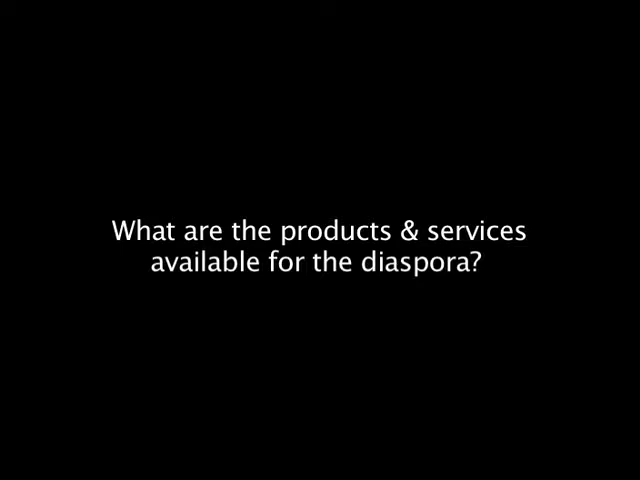 What are the products & services
available for the diaspora?